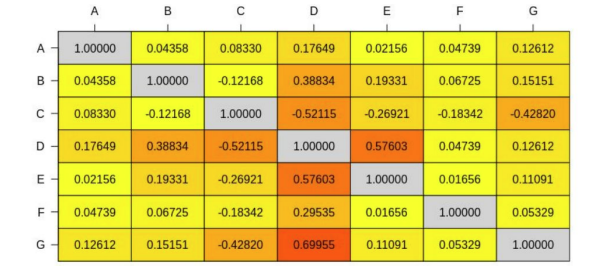 A B C D E F G
A 1.00000 0.04358 0.08330 0.17649 0.02156 0.04739 0.12612
B 0.04358 1.00000 -0.12168 0.38834 0.19331 0.06725 0.15151
C 0.08330 -0.12168 1.00000 -0.52115 -0.26921 -0.18342 -0.42820
D 0.17649 0.38834 -0.52115 1.00000 0.57603 0.04739 0.12612
E 0.02156 0.19331 -0.26921 0.57603 1.00000 0.01656 0.11091
F 0.04739 0.06725 -0.18342 0.29535 0.01656 1.00000 0.05329
G 0.12612 0.15151 -0.42820 0.69955 0.11091 0.05329 1.00000